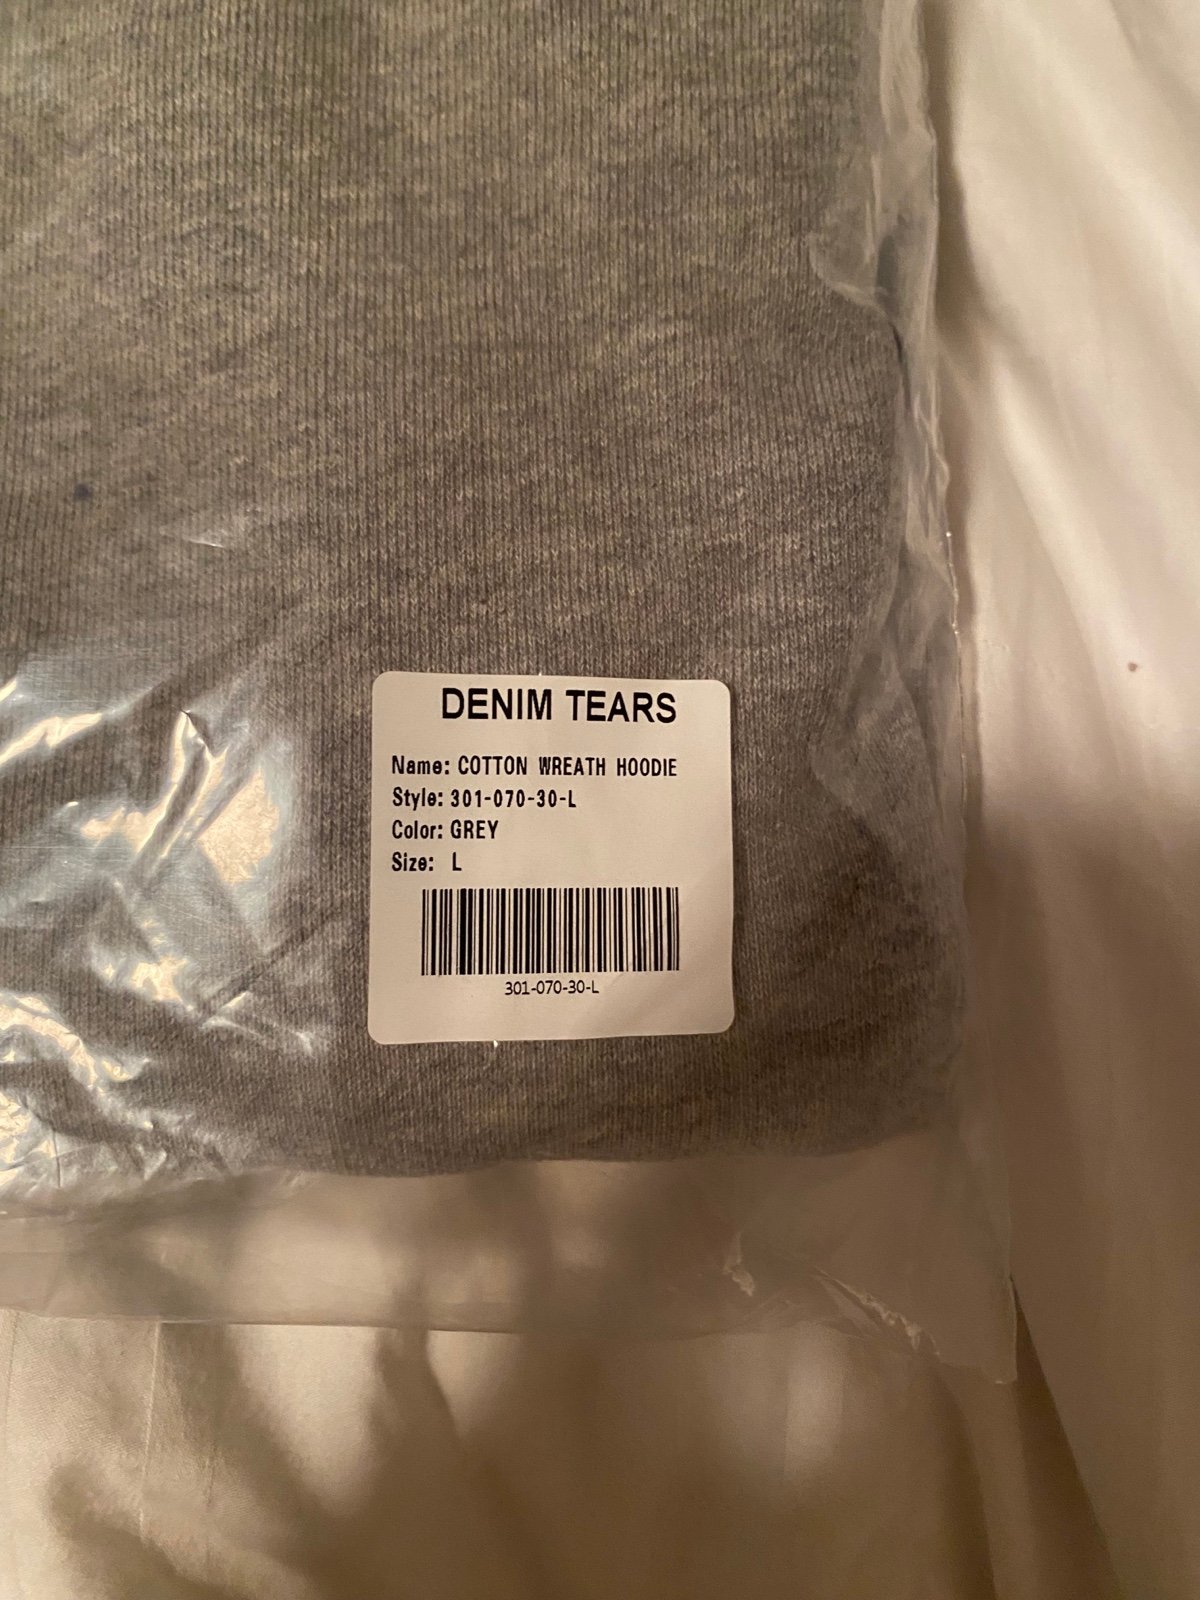 DENIM TEARS
Name: COTTON WREATH HOODIE
Style: 301-070-30-L
Color: GREY
Size: L
301-070-30-L